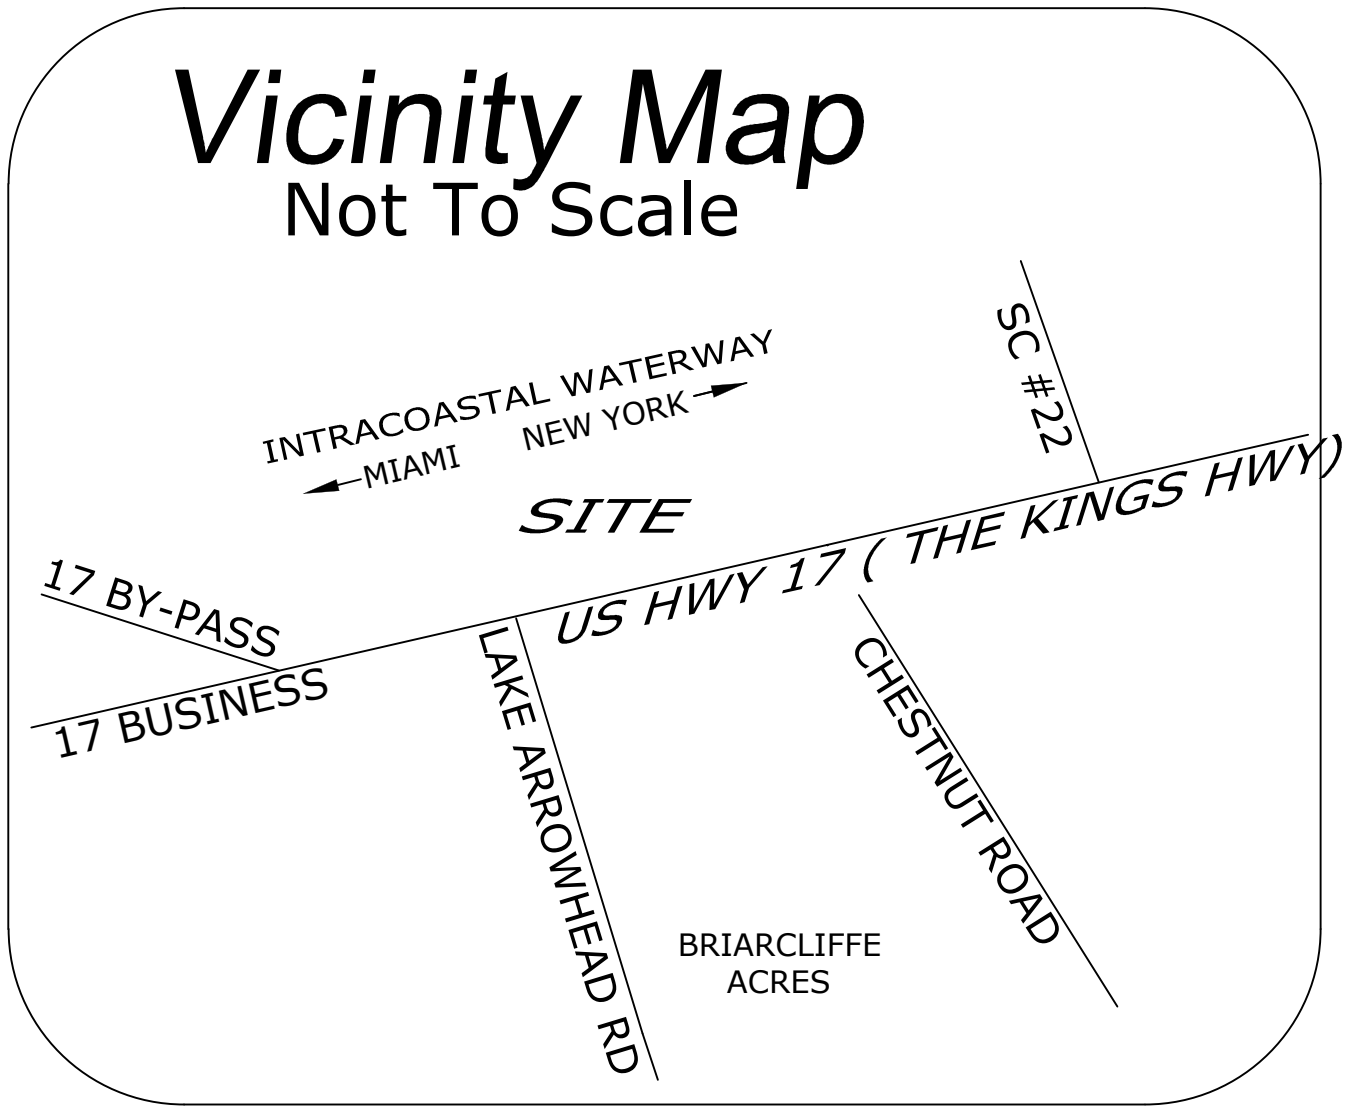 Vicinity Map
Not To Scale
INTRACOASTAL WATERWAY
MIAMI
NEW YORK
SC #22
SITE
US HWY 17 ( THE KINGS HWY)
17 BY-PASS
17 BUSINESS
LAKE ARROWHEAD RD
CHESTNUT ROAD
BRIARCLIFFE
ACRES